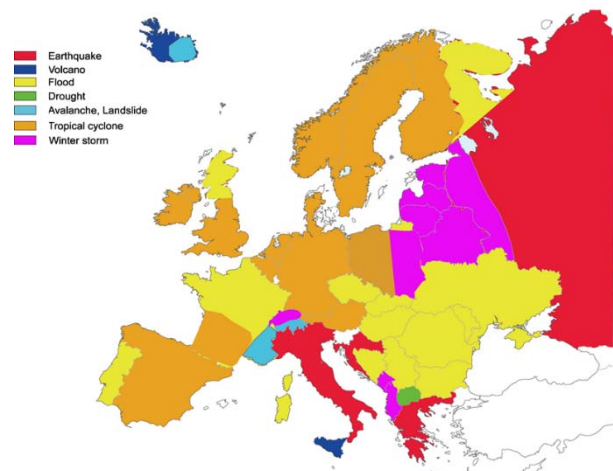 Earthquake
Volcano
Flood
Drought
Avalanche, Landslide
Tropical cyclone
Winter storm